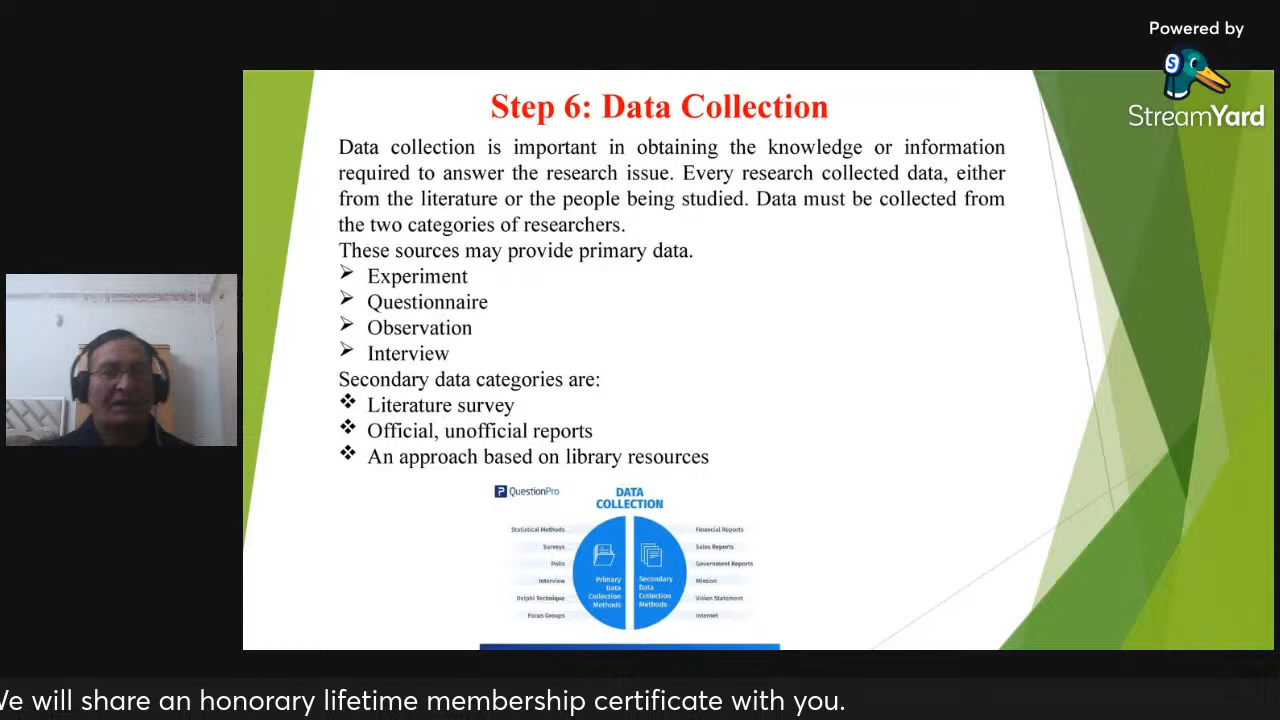 Powered by
StreamYard
Step 6: Data Collection
Data collection is important in obtaining the knowledge or information
required to answer the research issue. Every research collected data, either
from the literature or the people being studied. Data must be collected from
the two categories of researchers.
These sources may provide primary data.
Experiment
Questionnaire
Observation
Interview
Secondary data categories are:
Literature survey
Official, unofficial reports
An approach based on library resources
QuestionPro
DATA
COLLECTION
Statistical Methods
Surveys
Polls
Interview
Delphi Technique
Focus Groups
Primary
Data
Collection
Methods
Secondary
Data
Collection
Methods
Financial Reports
Sales Reports
Government Reports
Mission
Vision Statement
Internet
We will share an honorary lifetime membership certificate with you.